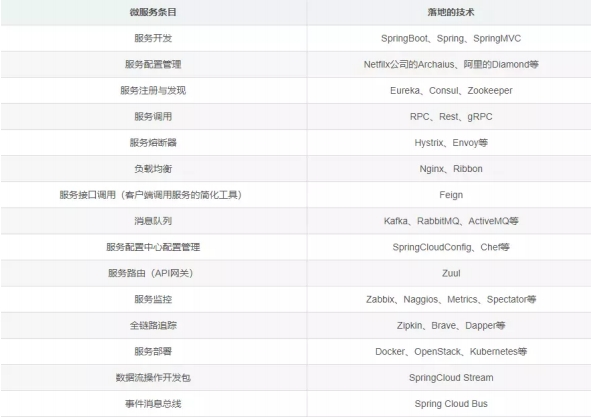 微服务条目 落地的技术
服务开发 SpringBoot、Spring、SpringMVC
服务配置管理 Netflix公司的Archaius、阿里的Diamond等
服务注册与发现 Eureka、Consul、Zookeeper
服务调用 RPC、Rest、gRPC
服务熔断器 Hystrix、Envoy等
负载均衡 Nginx、Ribbon
服务接口调用（客户端调用服务的简化工具） Feign
消息队列 Kafka、RabbitMQ、ActiveMQ等
服务配置中心配置管理 SpringCloudConfig、Chef等
服务路由（API网关） Zuul
服务监控 Zabbix、Naggios、Metrics、Spectator等
全链路追踪 Zipkin、Brave、Dapper等
服务部署 Docker、OpenStack、Kubernetes等
数据流操作开发包 SpringCloud Stream
事件消息总线 Spring Cloud Bus